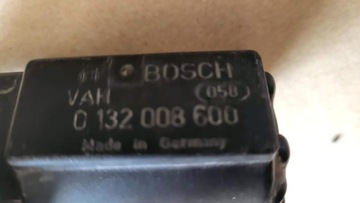 BOSCH
VAH (058)
0 132 008 600
Made in Germany